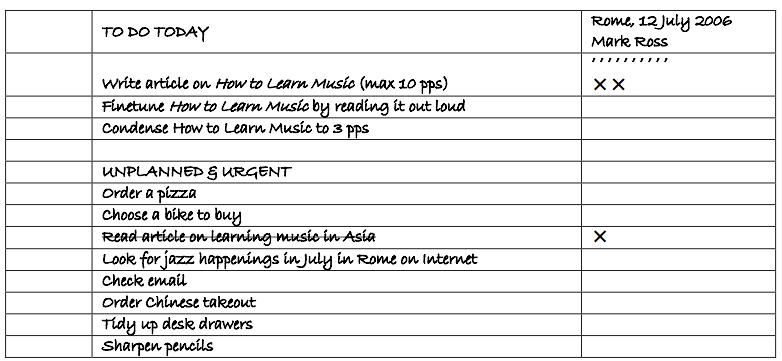 TO DO TODAY
Rome, 12 July 2006
Mark Ross
' ' ' ' ' ' ' ' ' '
Write article on How to Learn Music (max 10 pps) × ×
Finetune How to Learn Music by reading it out loud
Condense How to Learn Music to 3 pps
UNPLANNED & URGENT
Order a pizza
Choose a bike to buy
Read article on learning music in Asia ×
Look for jazz happenings in July in Rome on Internet
Check email
Order Chinese takeout
Tidy up desk drawers
Sharpen pencils